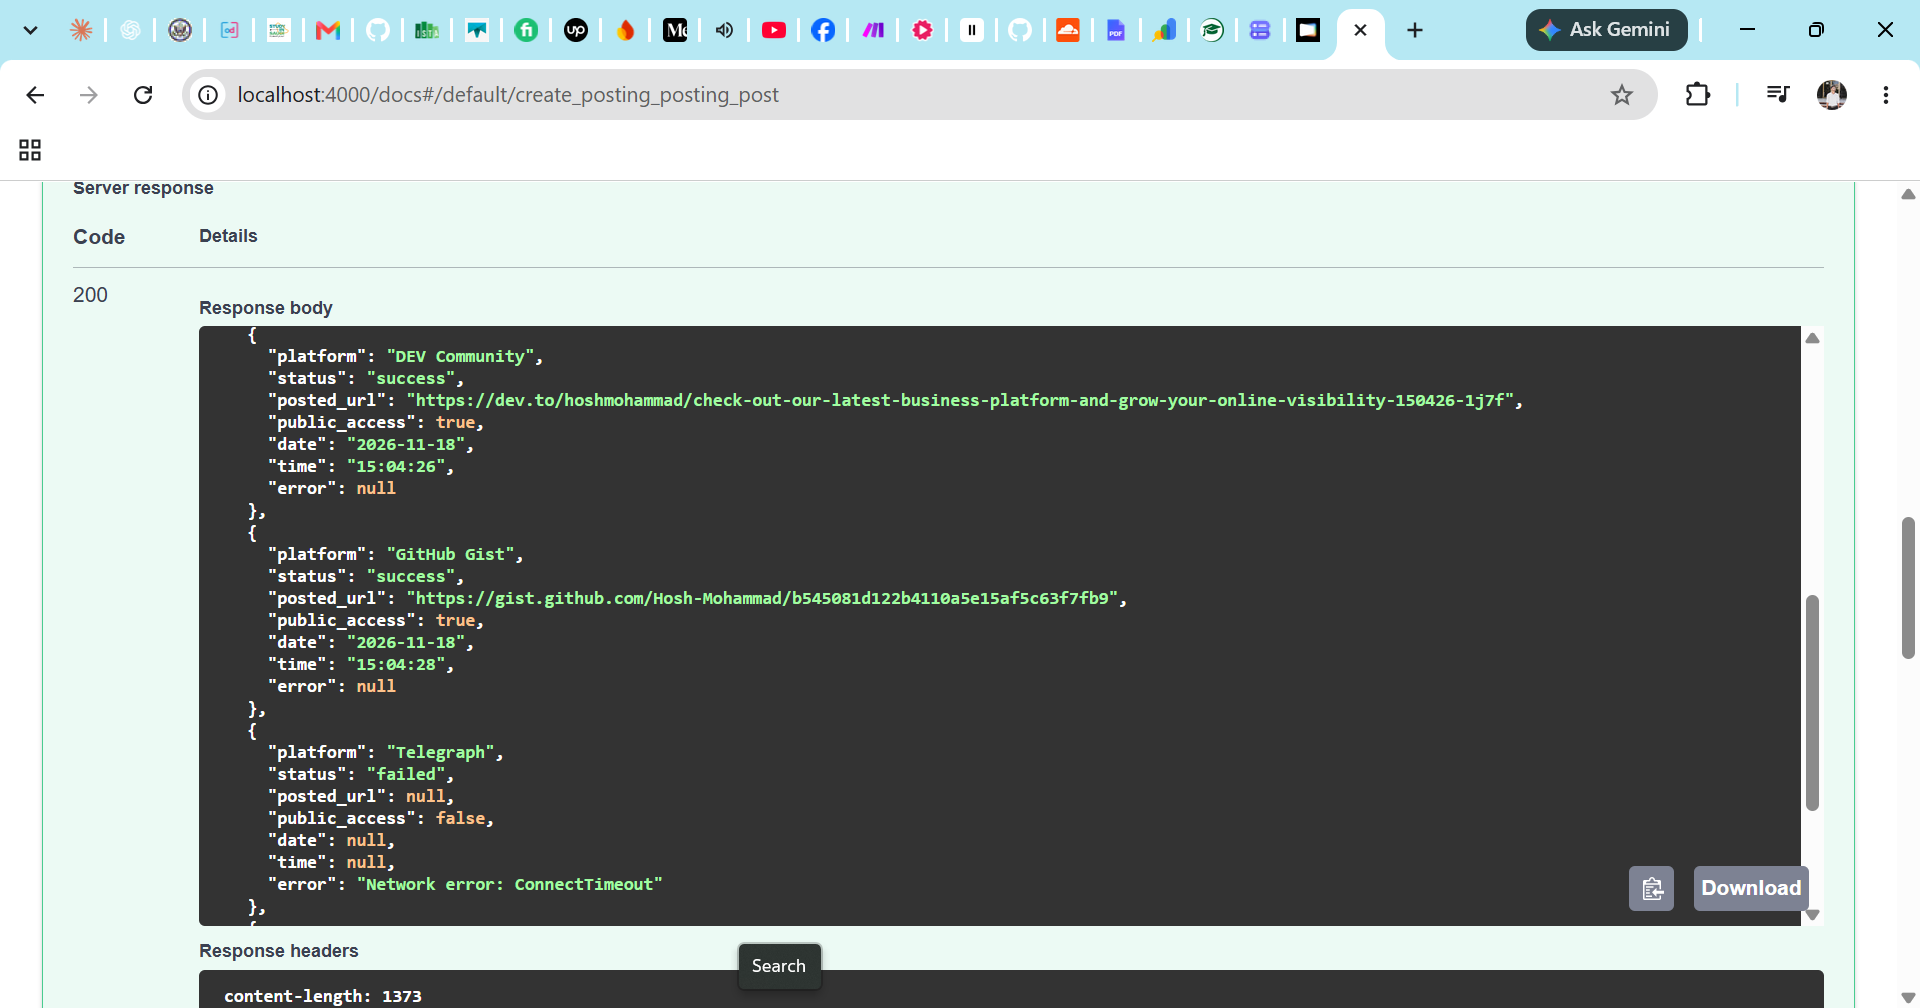 up
Me
PDF
Ask Gemini
localhost:4000/docs#/default/create_posting_posting_post
Server response
Code Details
200
Response body
{
"platform": "DEV Community",
"status": "success",
"posted_url": "https://dev.to/hoshmohammad/check-out-our-latest-business-platform-and-grow-your-online-visibility-150426-1j7f",
"public_access": true,
"date": "2026-11-18",
"time": "15:04:26",
"error": null
},
{
"platform": "GitHub Gist",
"status": "success",
"posted_url": "https://gist.github.com/Hosh-Mohammad/b545081d122b4110a5e15af5c63f7fb9",
"public_access": true,
"date": "2026-11-18",
"time": "15:04:28",
"error": null
},
{
"platform": "Telegraph",
"status": "failed",
"posted_url": null,
"public_access": false,
"date": null,
"time": null,
"error": "Network error: ConnectTimeout"
},
Download
Response headers
Search
content-length: 1373